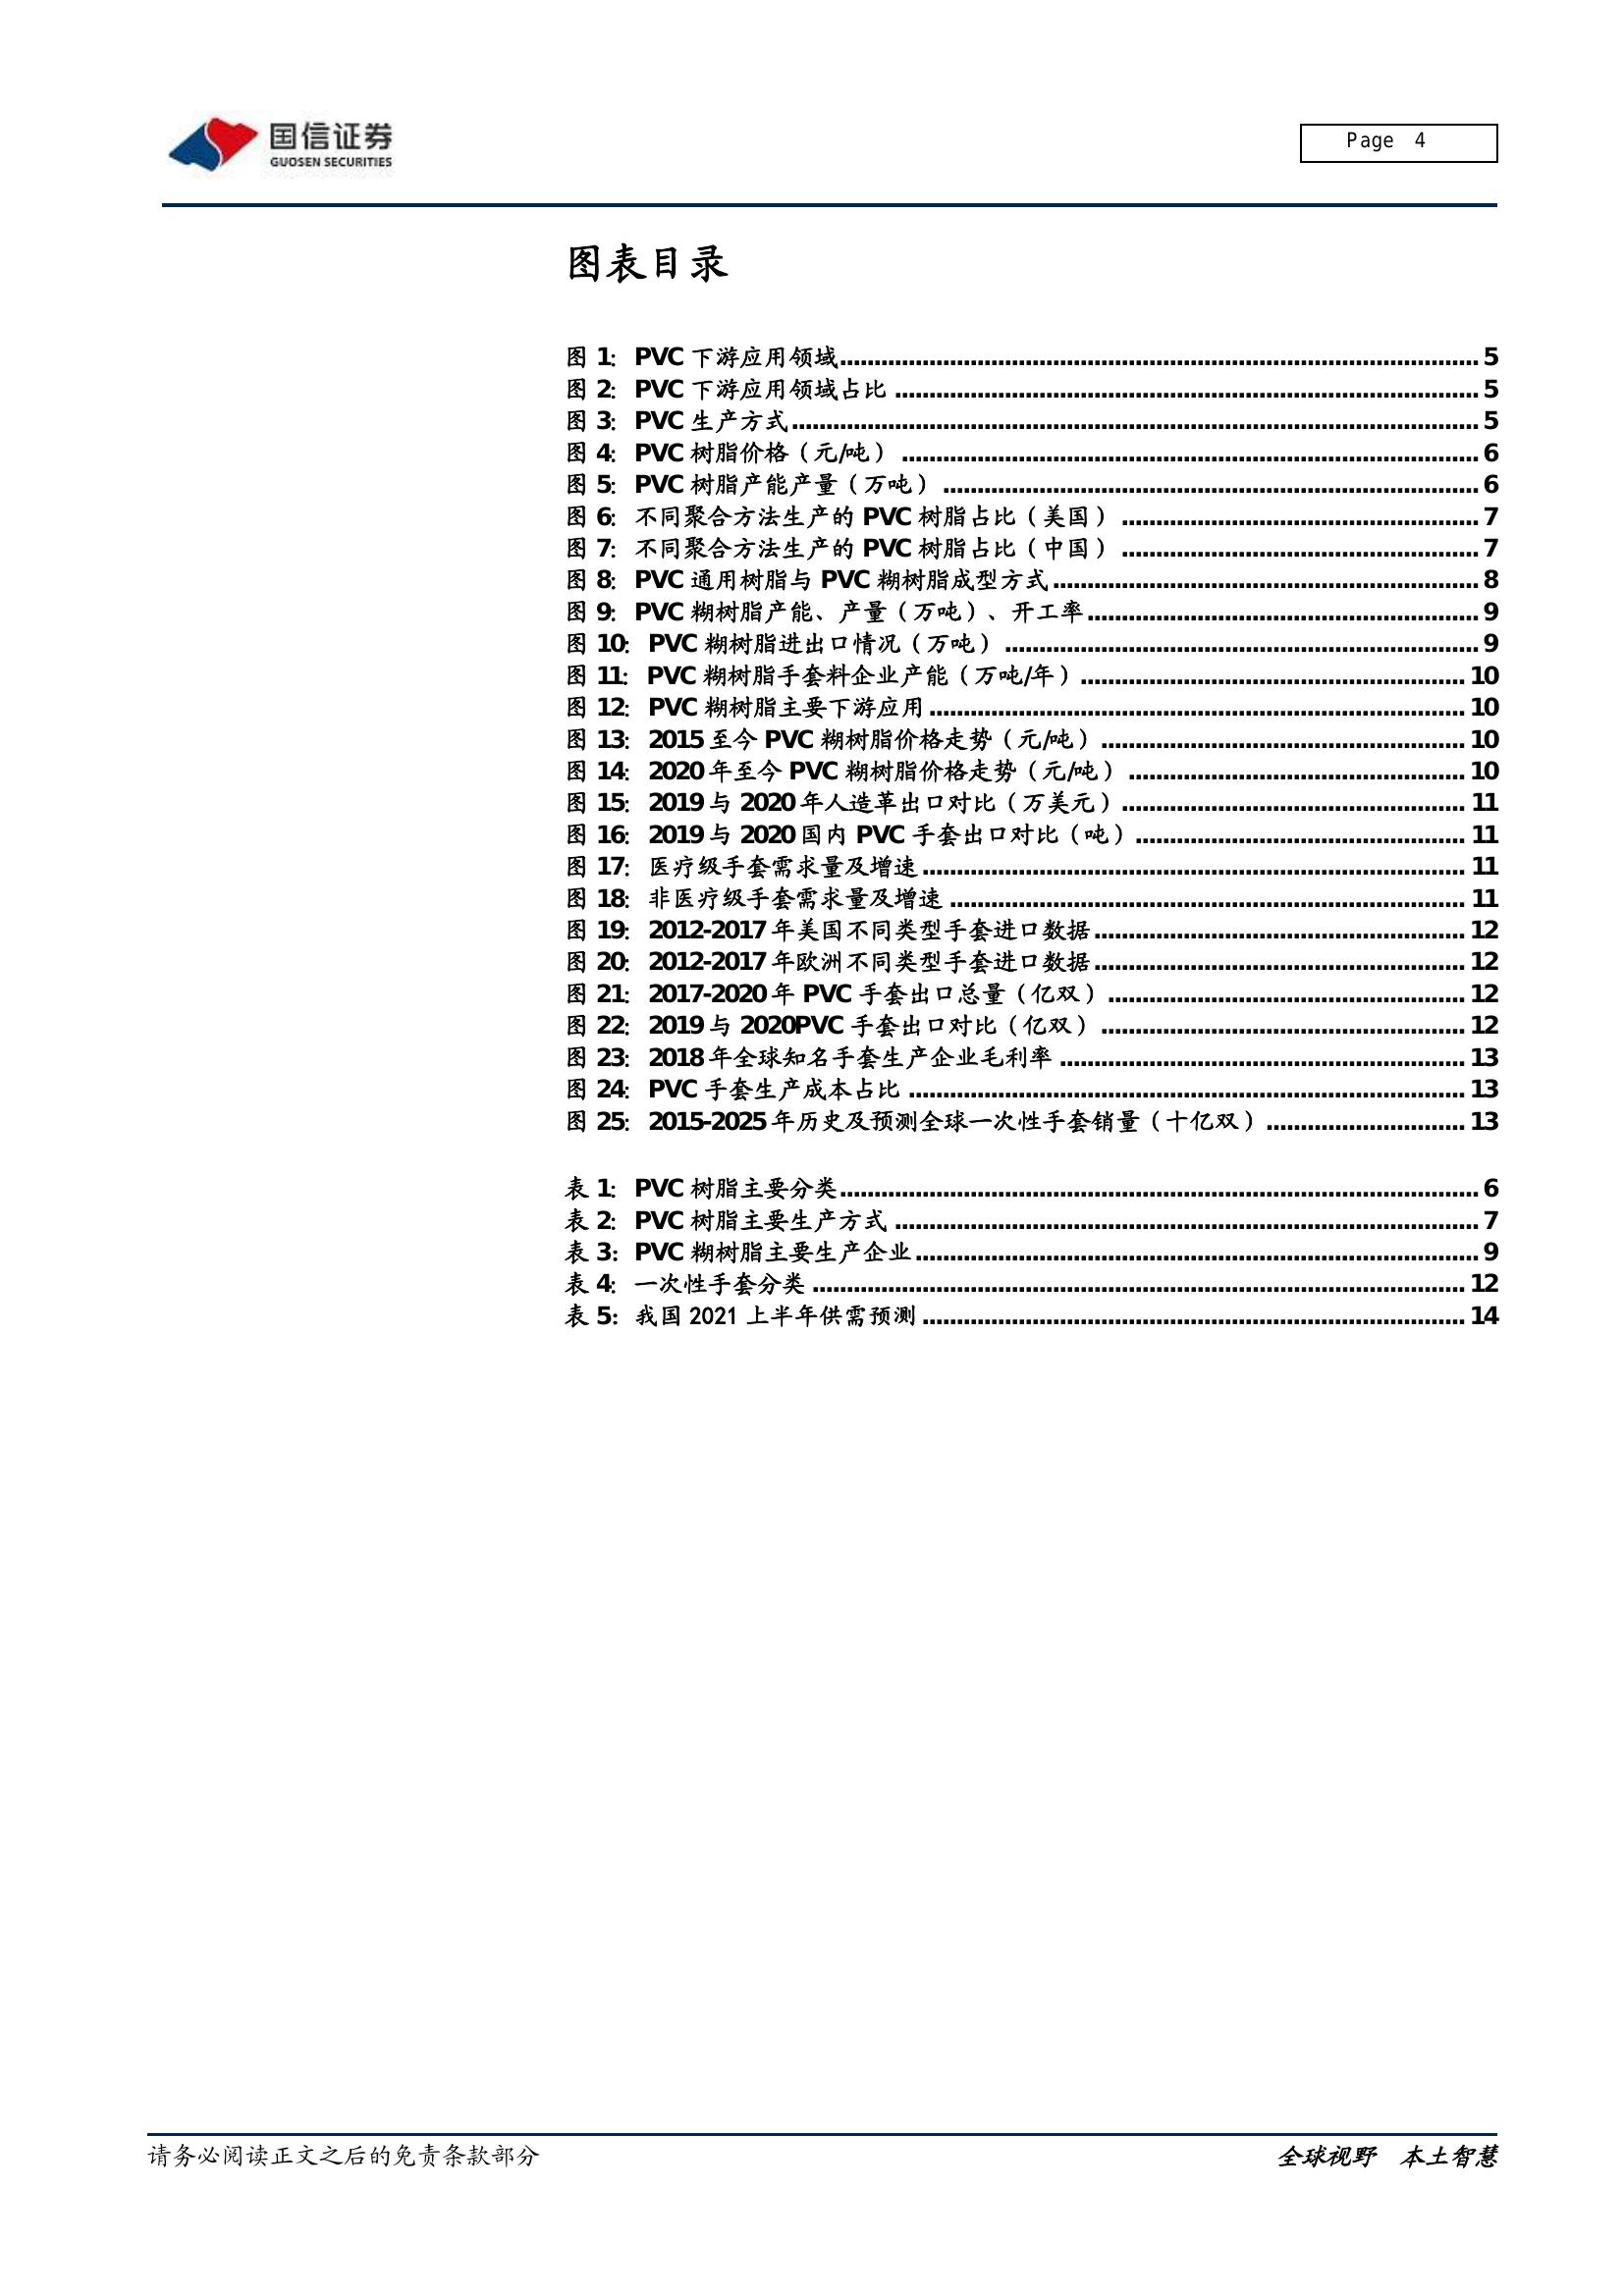 国信证券
GUOSEN SECURITIES
Page 4
图表目录
图 1: PVC 下游应用领域 5
图 2: PVC 下游应用领域占比 5
图 3: PVC 生产方式 5
图 4: PVC 树脂价格（元/吨） 6
图 5: PVC 树脂产能产量（万吨） 6
图 6: 不同聚合方法生产的 PVC 树脂占比（美国） 7
图 7: 不同聚合方法生产的 PVC 树脂占比（中国） 7
图 8: PVC 通用树脂与 PVC 糊树脂成型方式 8
图 9: PVC 糊树脂产能、产量（万吨）、开工率 9
图 10: PVC 糊树脂进出口情况（万吨） 9
图 11: PVC 糊树脂手套料企业产能（万吨/年） 10
图 12: PVC 糊树脂主要下游应用 10
图 13: 2015 至今 PVC 糊树脂价格走势（元/吨） 10
图 14: 2020 年至今 PVC 糊树脂价格走势（元/吨） 10
图 15: 2019 与 2020 年人造革出口对比（万美元） 11
图 16: 2019 与 2020 国内 PVC 手套出口对比（吨） 11
图 17: 医疗级手套需求量及增速 11
图 18: 非医疗级手套需求量及增速 11
图 19: 2012-2017 年美国不同类型手套进口数据 12
图 20: 2012-2017 年欧洲不同类型手套进口数据 12
图 21: 2017-2020 年 PVC 手套出口总量（亿双） 12
图 22: 2019 与 2020PVC 手套出口对比（亿双） 12
图 23: 2018 年全球知名手套生产企业毛利率 13
图 24: PVC 手套生产成本占比 13
图 25: 2015-2025 年历史及预测全球一次性手套销量（十亿双） 13
表 1: PVC 树脂主要分类 6
表 2: PVC 树脂主要生产方式 7
表 3: PVC 糊树脂主要生产企业 9
表 4: 一次性手套分类 12
表 5: 我国 2021 上半年供需预测 14
请务必阅读正文之后的免责条款部分
全球视野 本土智慧